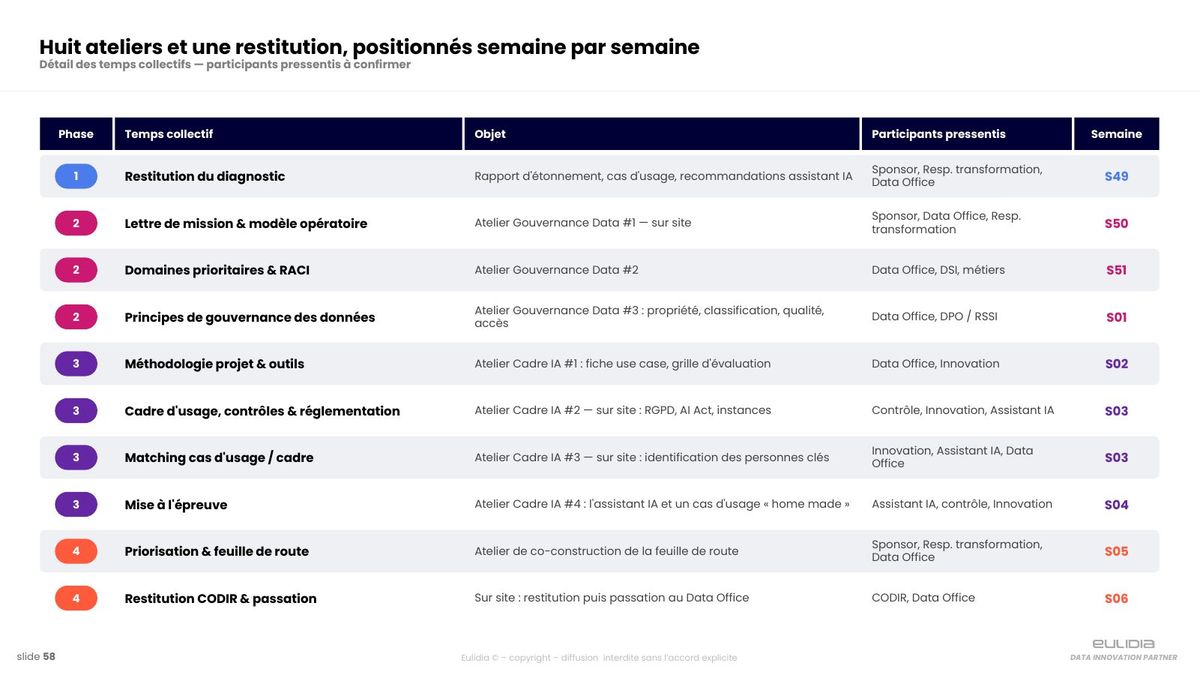 Huit ateliers et une restitution, positionnés semaine par semaine
Détail des temps collectifs — participants pressentis à confirmer
Phase
Temps collectif
Objet
Participants pressentis
Semaine
1
Restitution du diagnostic
Rapport d'étonnement, cas d'usage, recommandations assistant IA
Sponsor, Resp. transformation,
Data Office
S49
2
Lettre de mission & modèle opératoire
Atelier Gouvernance Data #1 — sur site
Sponsor, Data Office, Resp.
transformation
S50
2
Domaines prioritaires & RACI
Atelier Gouvernance Data #2
Data Office, DSI, métiers
S51
2
Principes de gouvernance des données
Atelier Gouvernance Data #3 : propriété, classification, qualité,
accès
Data Office, DPO / RSSI
S01
3
Méthodologie projet & outils
Atelier Cadre IA #1 : fiche use case, grille d'évaluation
Data Office, Innovation
S02
3
Cadre d'usage, contrôles & réglementation
Atelier Cadre IA #2 — sur site : RGPD, AI Act, instances
Contrôle, Innovation, Assistant IA
S03
3
Matching cas d'usage / cadre
Atelier Cadre IA #3 — sur site : identification des personnes clés
Innovation, Assistant IA, Data
Office
S03
3
Mise à l'épreuve
Atelier Cadre IA #4 : l'assistant IA et un cas d'usage « home made »
Assistant IA, contrôle, Innovation
S04
4
Priorisation & feuille de route
Atelier de co-construction de la feuille de route
Sponsor, Resp. transformation,
Data Office
S05
4
Restitution CODIR & passation
Sur site : restitution puis passation au Data Office
CODIR, Data Office
S06
slide 58
Eulidia © – copyright – diffusion interdite sans l'accord explicite
EULIDIA
DATA INNOVATION PARTNER